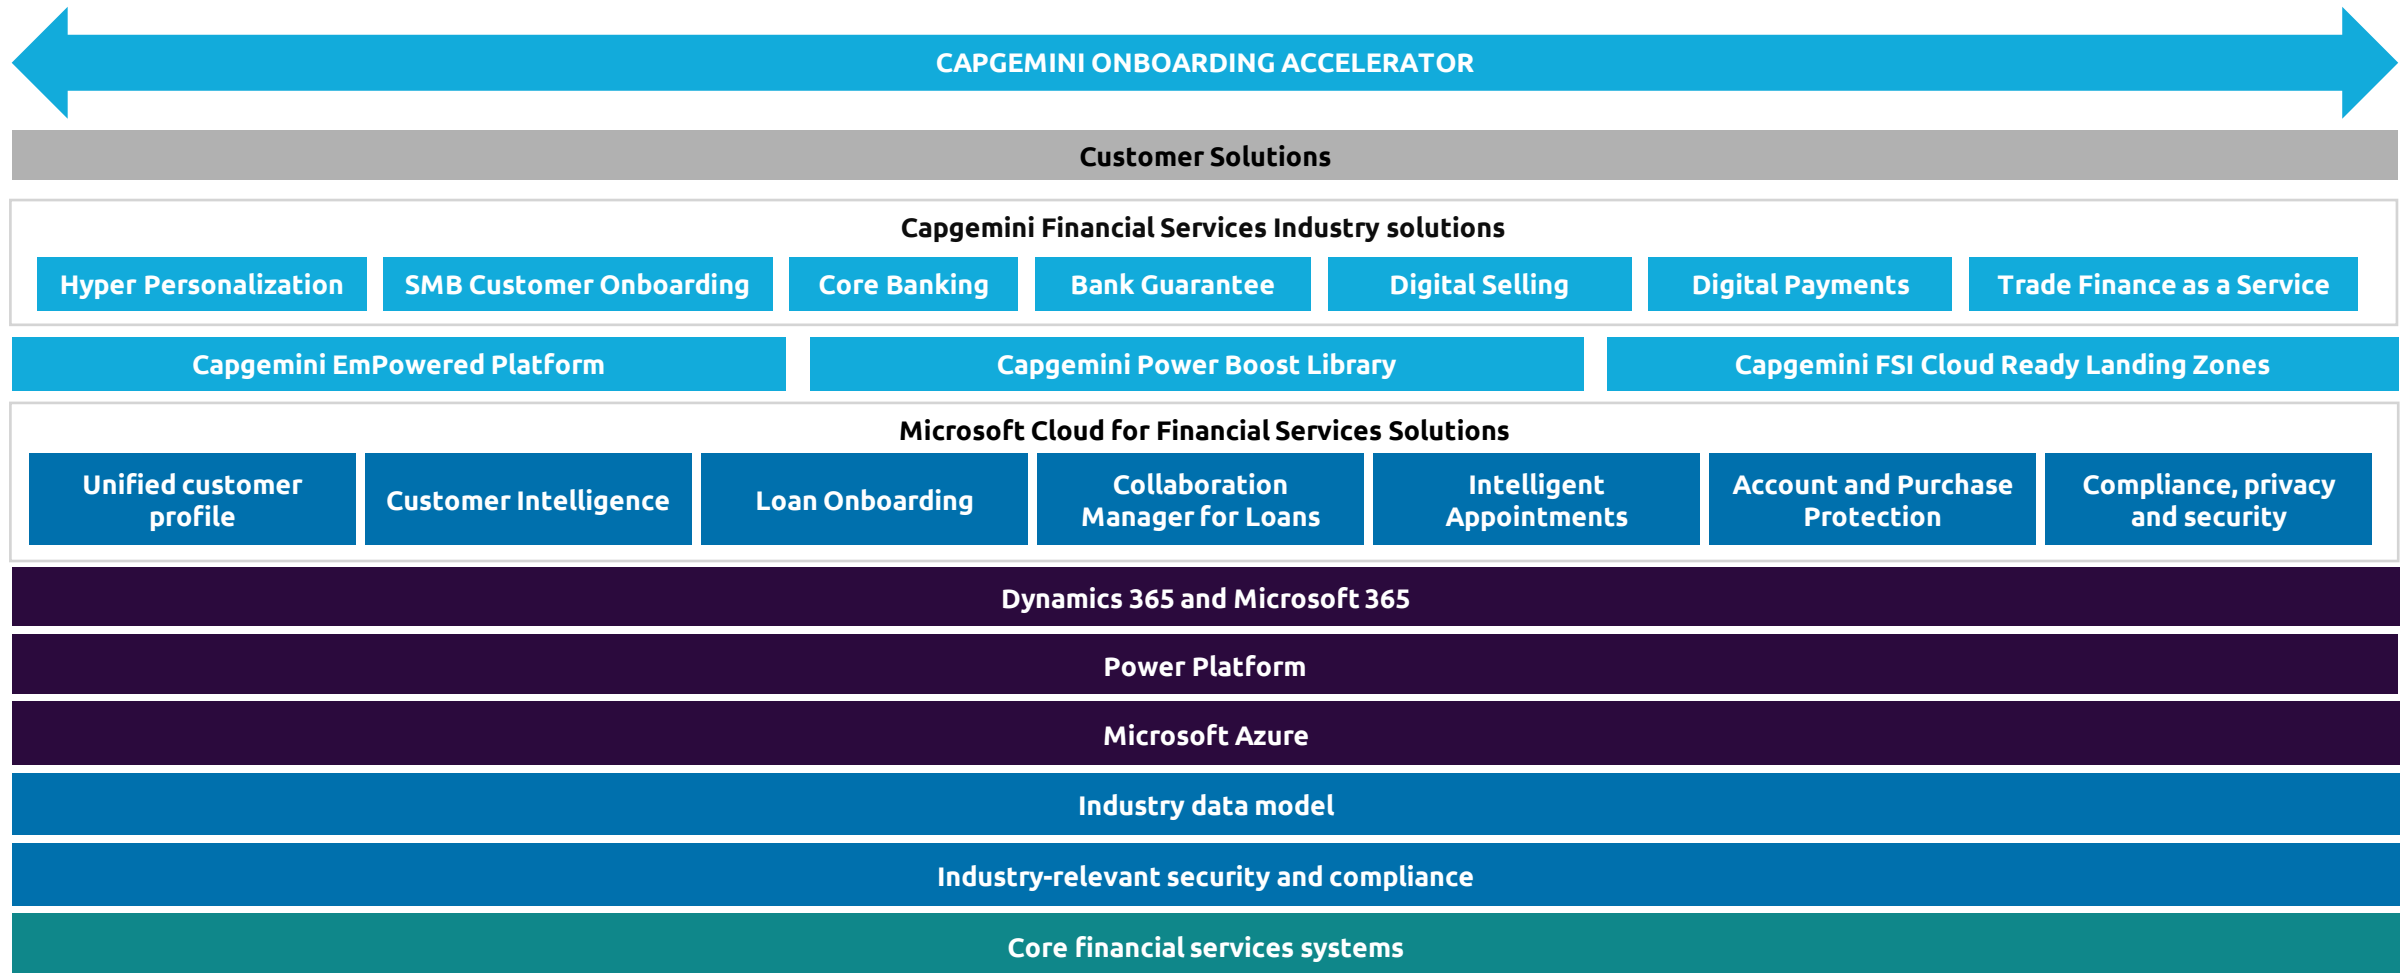 CAPGEMINI ONBOARDING ACCELERATOR
Customer Solutions
Capgemini Financial Services Industry solutions
Hyper Personalization
SMB Customer Onboarding
Core Banking
Bank Guarantee
Digital Selling
Digital Payments
Trade Finance as a Service
Capgemini EmPowered Platform
Capgemini Power Boost Library
Capgemini FSI Cloud Ready Landing Zones
Microsoft Cloud for Financial Services Solutions
Unified customer
profile
Customer Intelligence
Loan Onboarding
Collaboration
Manager for Loans
Intelligent
Appointments
Account and Purchase
Protection
Compliance, privacy
and security
Dynamics 365 and Microsoft 365
Power Platform
Microsoft Azure
Industry data model
Industry-relevant security and compliance
Core financial services systems